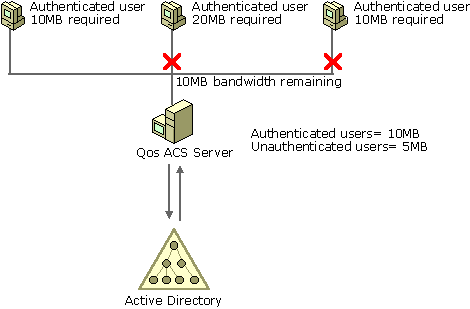 Authenticated user
10MB required
Authenticated user
20MB required
Authenticated user
10MB required
10MB bandwidth remaining
Qos ACS Server
Authenticated users= 10MB
Unauthenticated users= 5MB
Active Directory